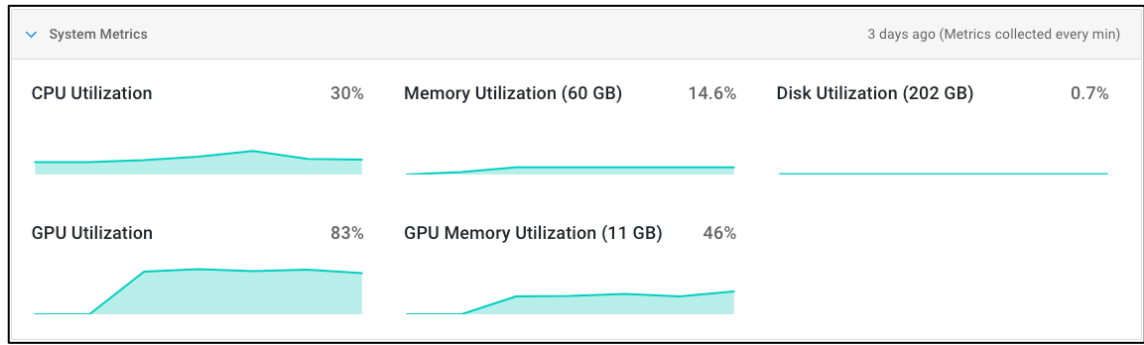 System Metrics 3 days ago (Metrics collected every min)
CPU Utilization 30% Memory Utilization (60 GB) 14.6% Disk Utilization (202 GB) 0.7%
GPU Utilization 83% GPU Memory Utilization (11 GB) 46%